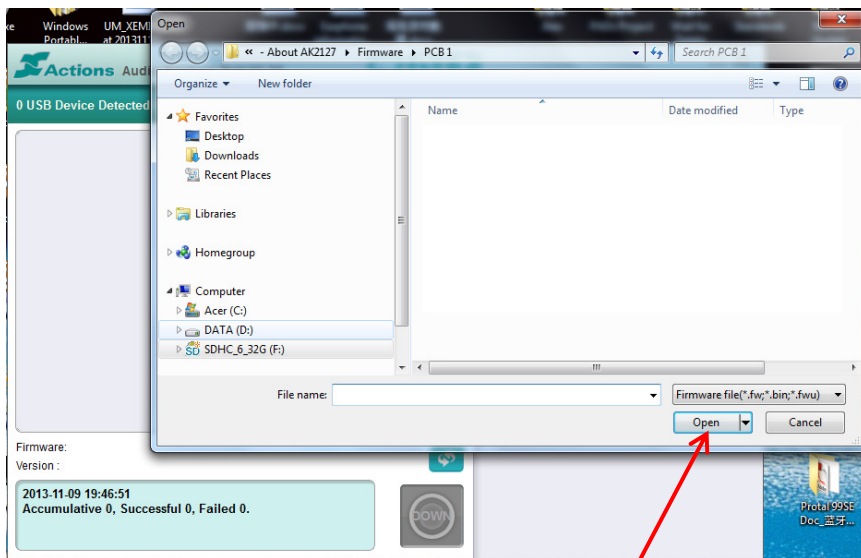 Windows UM_XEMI
Portabl... at 201311
Open
« - About AK2127 ▸ Firmware ▸ PCB 1
Search PCB 1
Actions Audi
Organize
New folder
0 USB Device Detected
Name
Date modified
Type
Favorites
Desktop
Downloads
Recent Places
Libraries
Homegroup
Computer
Acer (C:)
DATA (D:)
SD SDHC_6_32G (F:)
File name:
Firmware file(*.fw;*.bin;*.fwu)
Open
Cancel
Firmware:
Version :
2013-11-09 19:46:51
Accumulative 0, Successful 0, Failed 0.
DOWN
Protal 99SE
Doc_蓝牙...